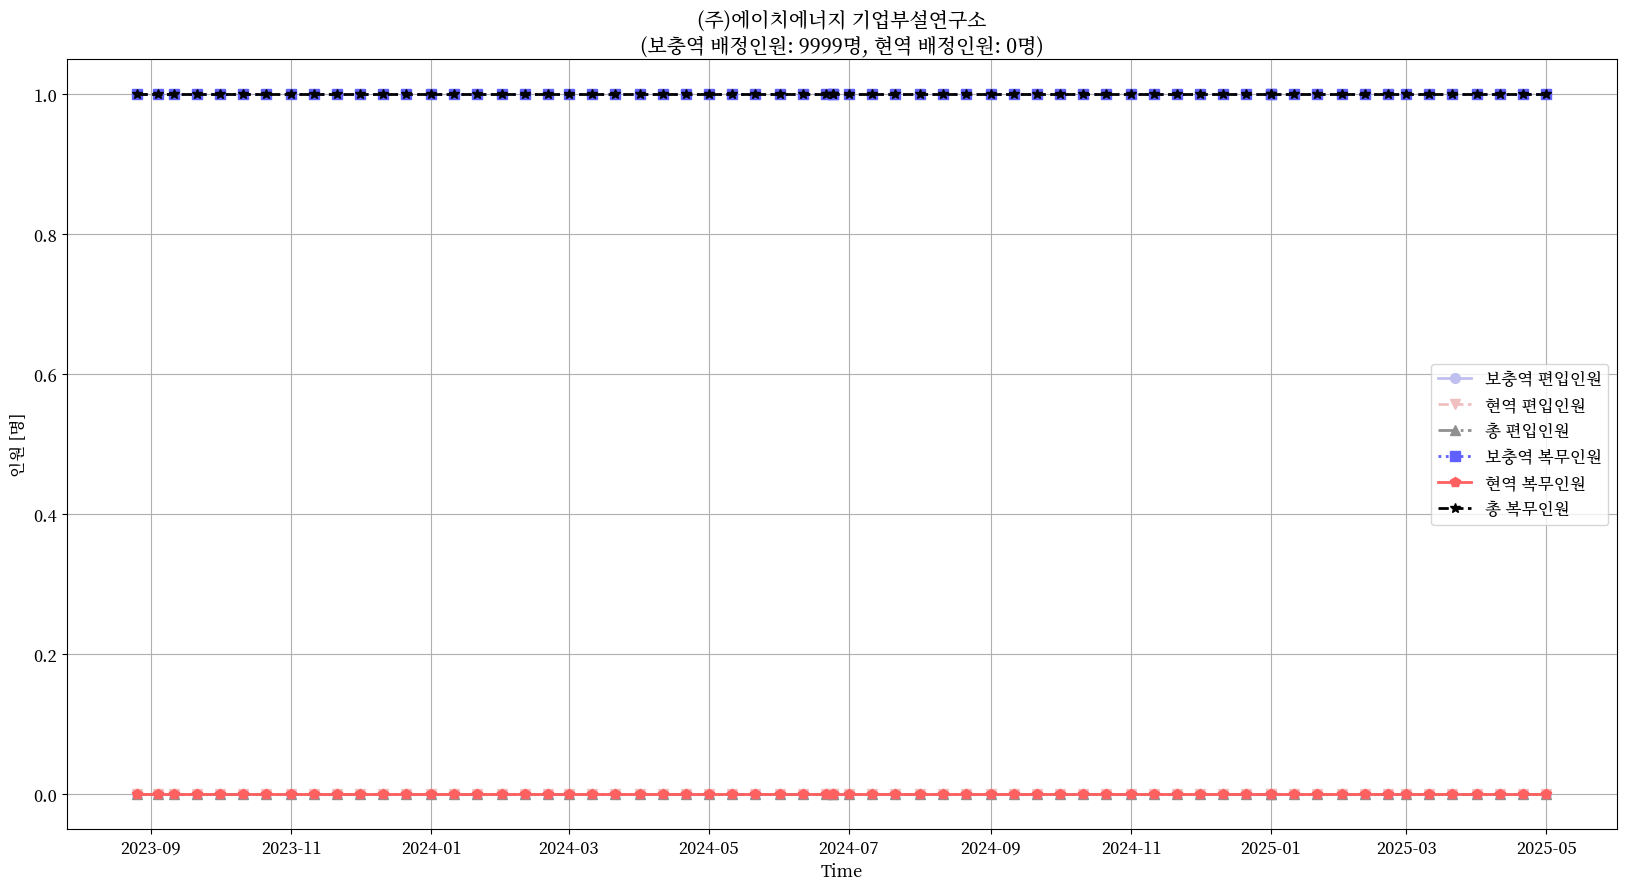 (주)에이치에너지 기업부설연구소
(보충역 배정인원: 9999명, 현역 배정인원: 0명)
인원 [명]
1.0
0.8
0.6
0.4
0.2
0.0
보충역 편입인원
현역 편입인원
총 편입인원
보충역 복무인원
현역 복무인원
총 복무인원
2023-09
2023-11
2024-01
2024-03
2024-05
2024-07
2024-09
2024-11
2025-01
2025-03
2025-05
Time